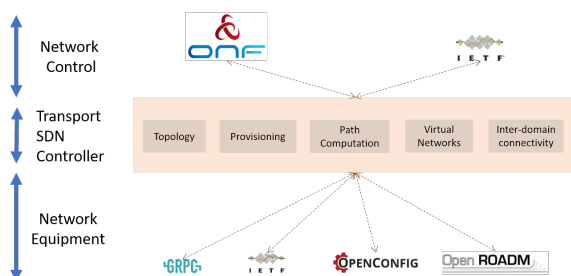 Network
Control
ONF
IETF
Transport
SDN
Controller
Topology
Provisioning
Path
Computation
Virtual
Networks
Inter-domain
connectivity
Network
Equipment
GRPC
IETF
OPENCONFIG
Open ROADM